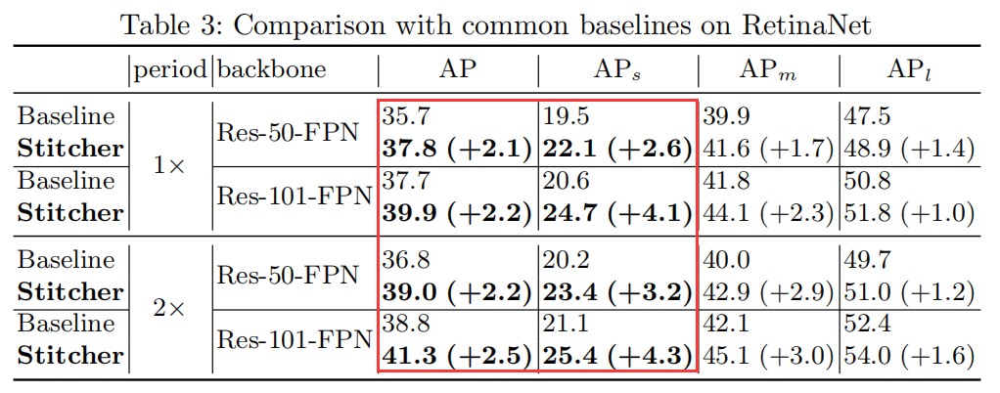 Table 3: Comparison with common baselines on RetinaNet
period backbone AP APₛ APₘ APₗ
Baseline 35.7 19.5 39.9 47.5
Res-50-FPN
Stitcher 37.8 (+2.1) 22.1 (+2.6) 41.6 (+1.7) 48.9 (+1.4)
1×
Baseline 37.7 20.6 41.8 50.8
Res-101-FPN
Stitcher 39.9 (+2.2) 24.7 (+4.1) 44.1 (+2.3) 51.8 (+1.0)
Baseline 36.8 20.2 40.0 49.7
Res-50-FPN
Stitcher 39.0 (+2.2) 23.4 (+3.2) 42.9 (+2.9) 51.0 (+1.2)
2×
Baseline 38.8 21.1 42.1 52.4
Res-101-FPN
Stitcher 41.3 (+2.5) 25.4 (+4.3) 45.1 (+3.0) 54.0 (+1.6)